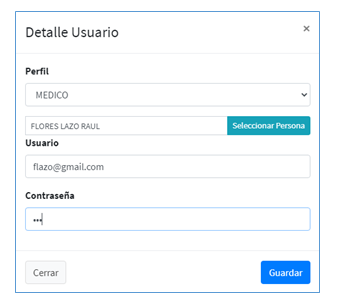 Detalle Usuario ×
Perfil
MEDICO
FLORES LAZO RAUL Seleccionar Persona
Usuario
flazo@gmail.com
Contraseña
•••
Cerrar Guardar